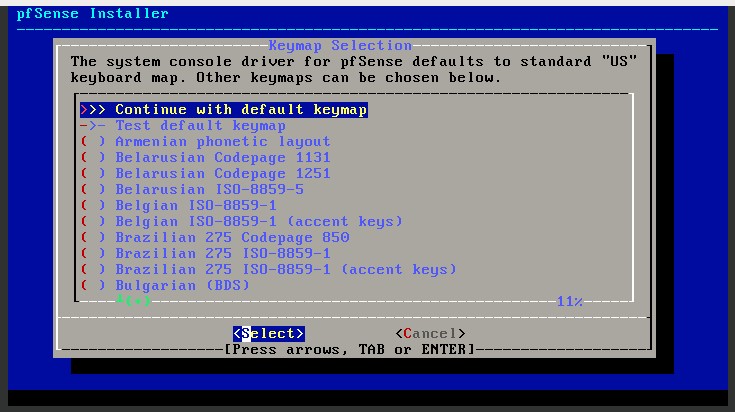 pfSense Installer
Keymap Selection
The system console driver for pfSense defaults to standard "US"
keyboard map. Other keymaps can be chosen below.
>>> Continue with default keymap
->- Test default keymap
( ) Armenian phonetic layout
( ) Belarusian Codepage 1131
( ) Belarusian Codepage 1251
( ) Belarusian ISO-8859-5
( ) Belgian ISO-8859-1
( ) Belgian ISO-8859-1 (accent keys)
( ) Brazilian 275 Codepage 850
( ) Brazilian 275 ISO-8859-1
( ) Brazilian 275 ISO-8859-1 (accent keys)
( ) Bulgarian (BDS)
┴(+) 11%
<Select> <Cancel>
[Press arrows, TAB or ENTER]